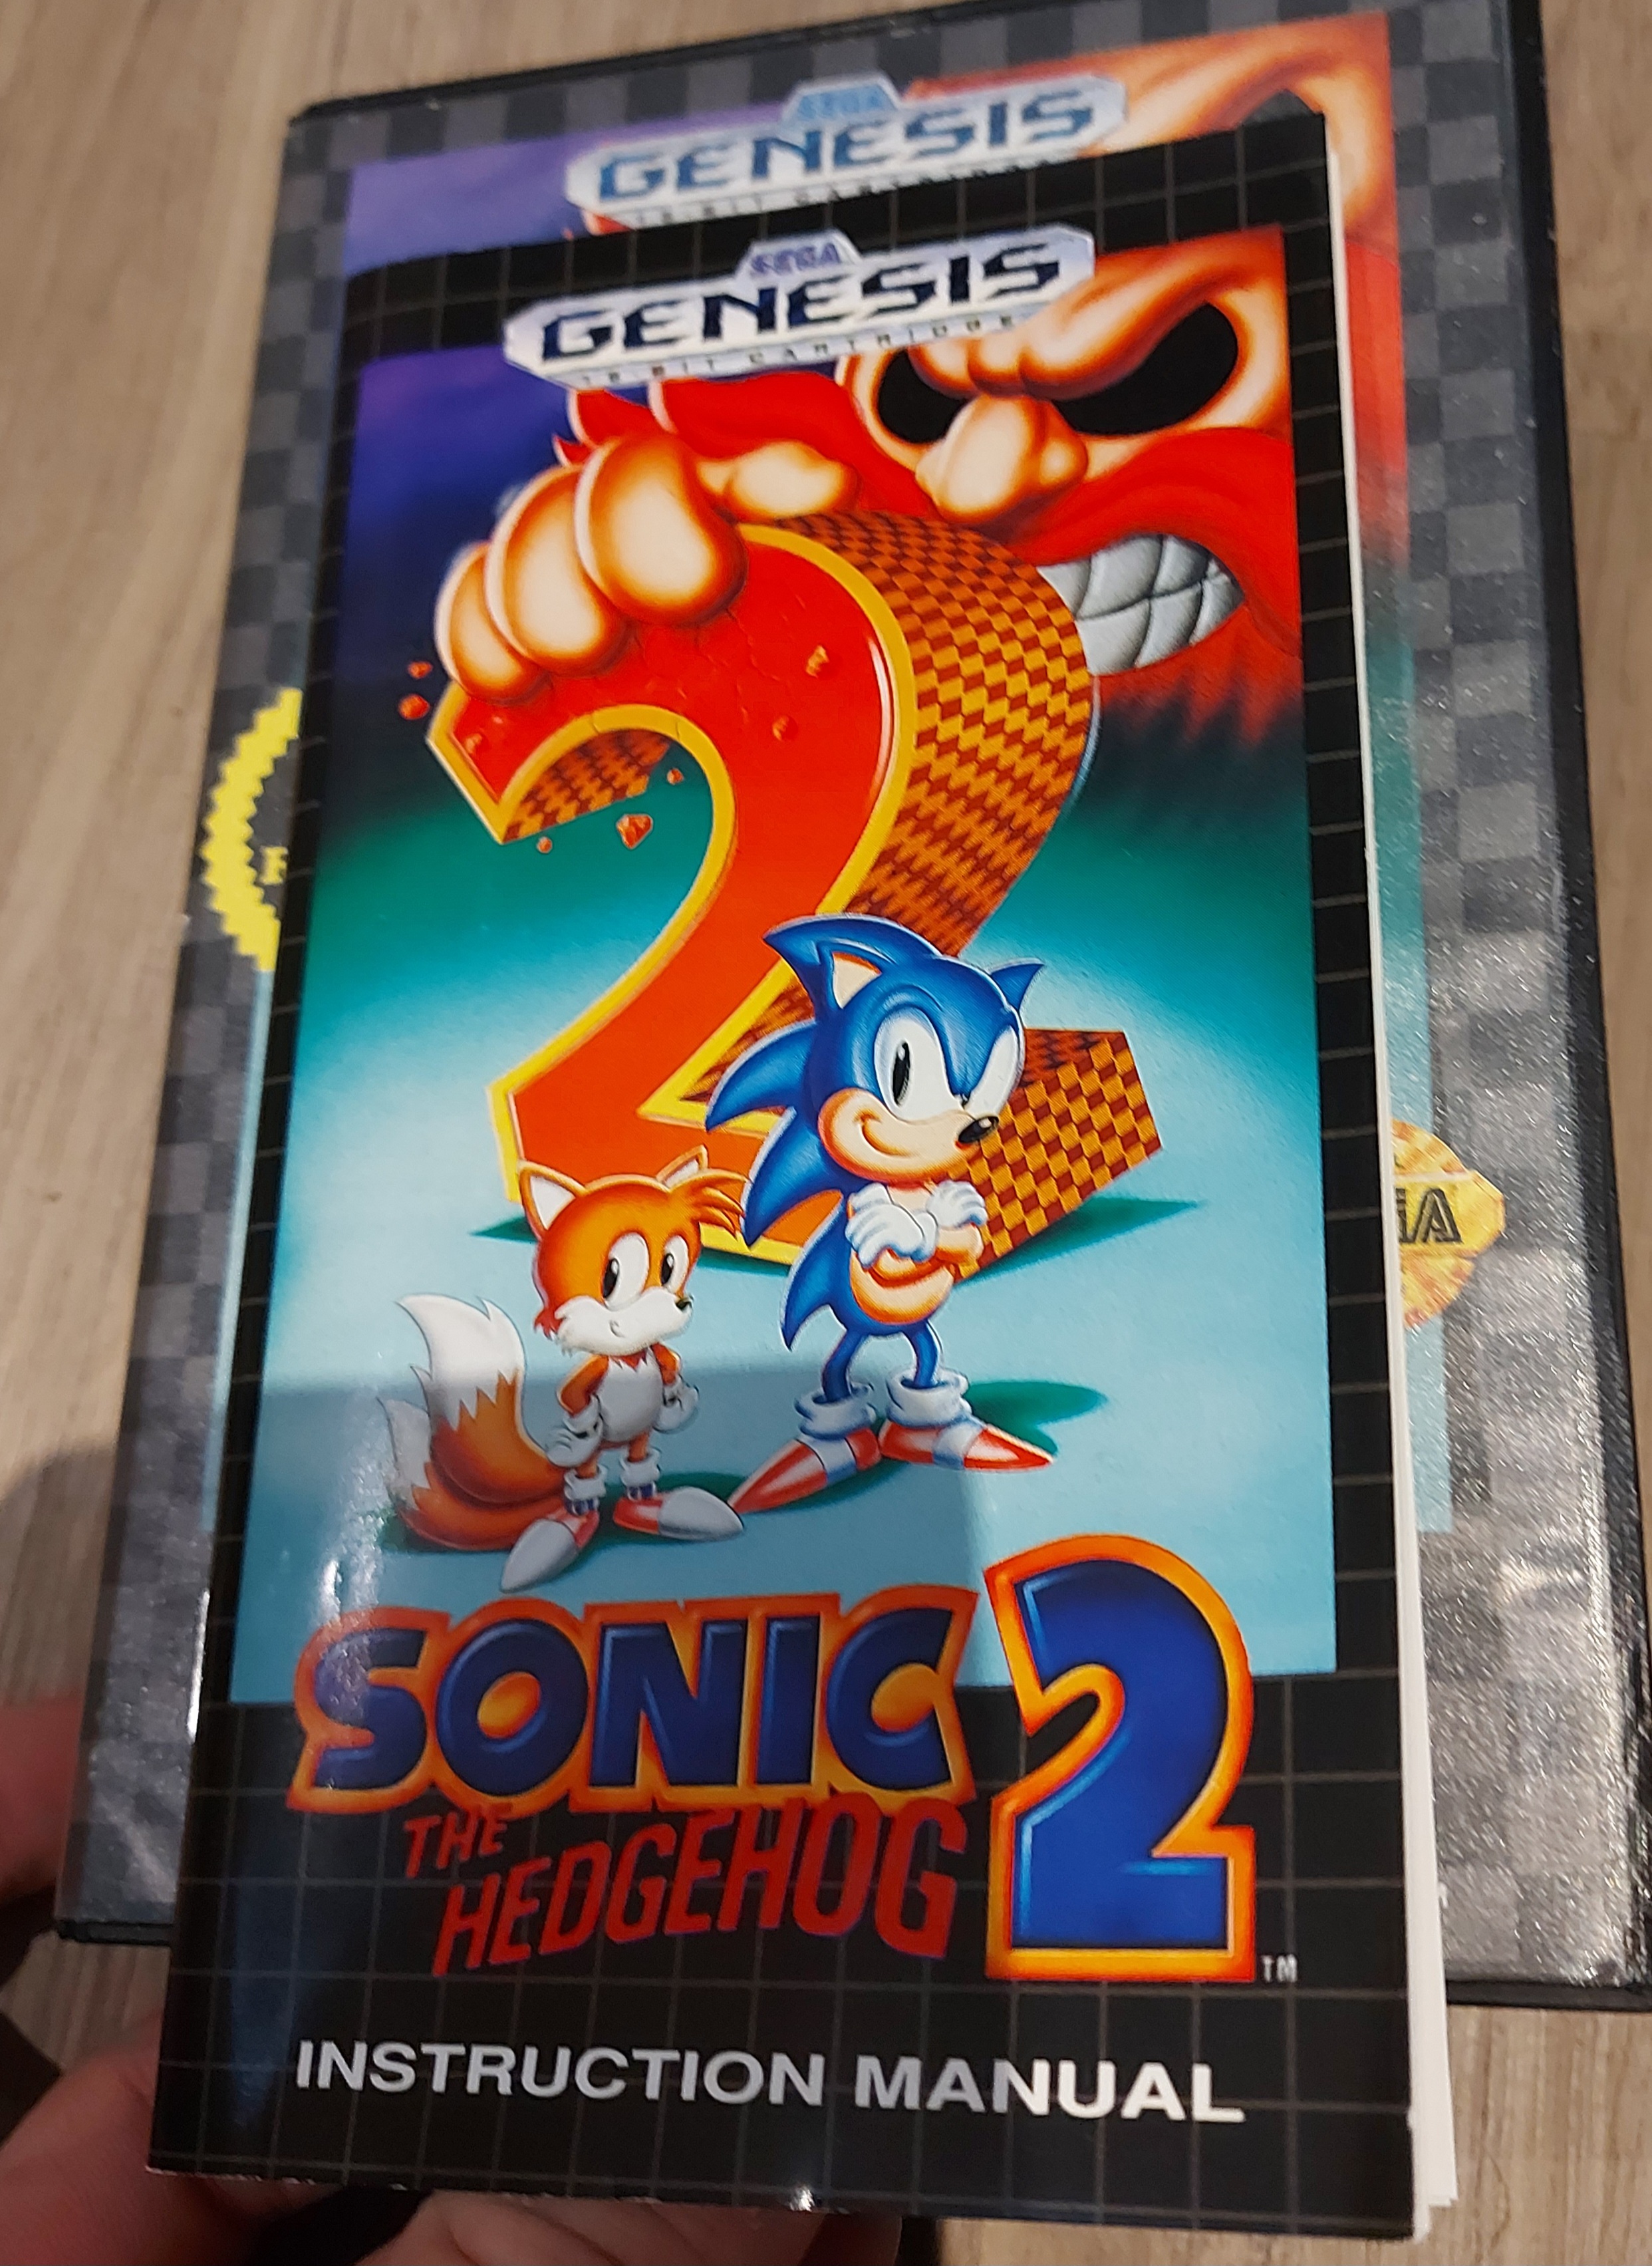 SEGA
GENESIS
SEGA
GENESIS
16-BIT CARTRIDGE
SONIC 2
THE
HEDGEHOG
TM
INSTRUCTION MANUAL